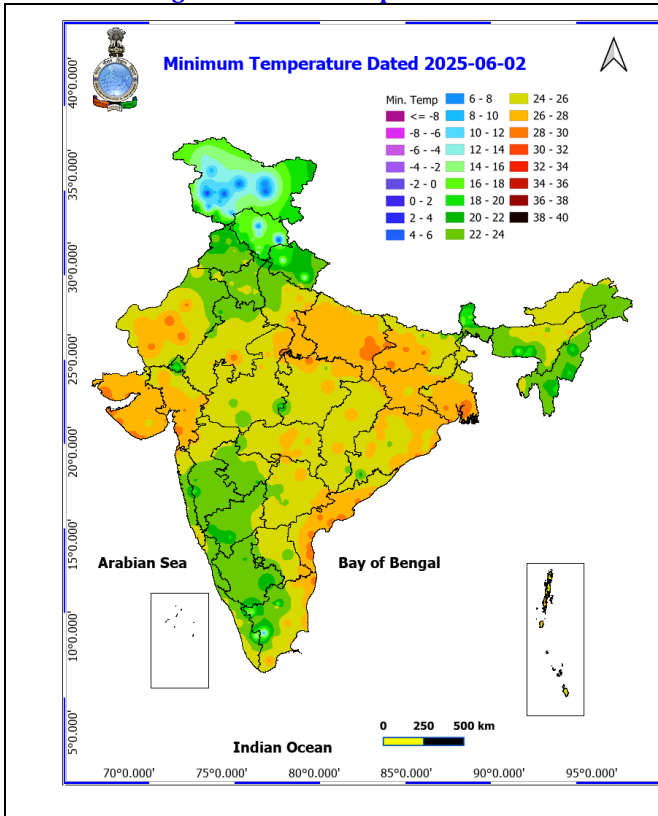 Minimum Temperature Dated 2025-06-02
Min. Temp
<= -8
-8 - -6
-6 - -4
-4 - -2
-2 - 0
0 - 2
2 - 4
4 - 6
6 - 8
8 - 10
10 - 12
12 - 14
14 - 16
16 - 18
18 - 20
20 - 22
22 - 24
24 - 26
26 - 28
28 - 30
30 - 32
32 - 34
34 - 36
36 - 38
38 - 40
40°0.000'
35°0.000'
30°0.000'
25°0.000'
20°0.000'
15°0.000'
10°0.000'
5°0.000'
Arabian Sea
Bay of Bengal
Indian Ocean
0 250 500 km
70°0.000' 75°0.000' 80°0.000' 85°0.000' 90°0.000' 95°0.000'